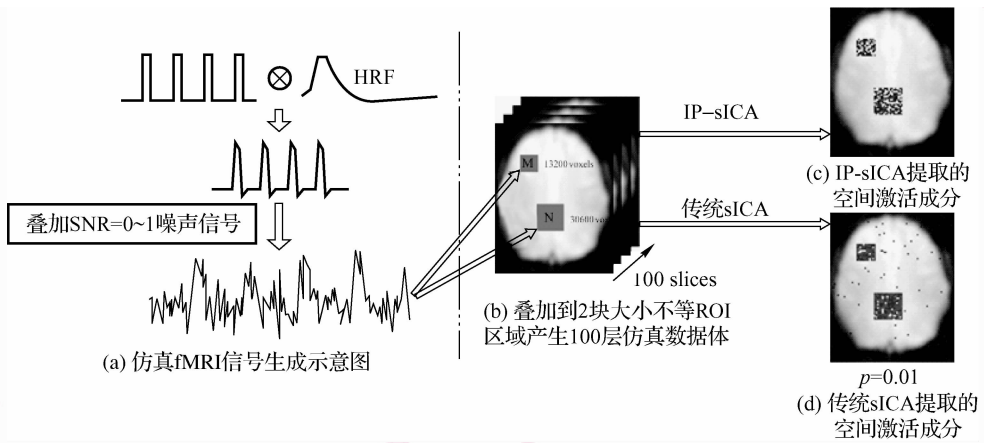 HRF
叠加SNR=0~1噪声信号
(a) 仿真fMRI信号生成示意图
M 13200 voxels
N 30600 vo
100 slices
(b) 叠加到2块大小不等ROI
区域产生100层仿真数据体
IP-sICA
传统sICA
(c) IP-sICA提取的
空间激活成分
p=0.01
(d) 传统sICA提取的
空间激活成分